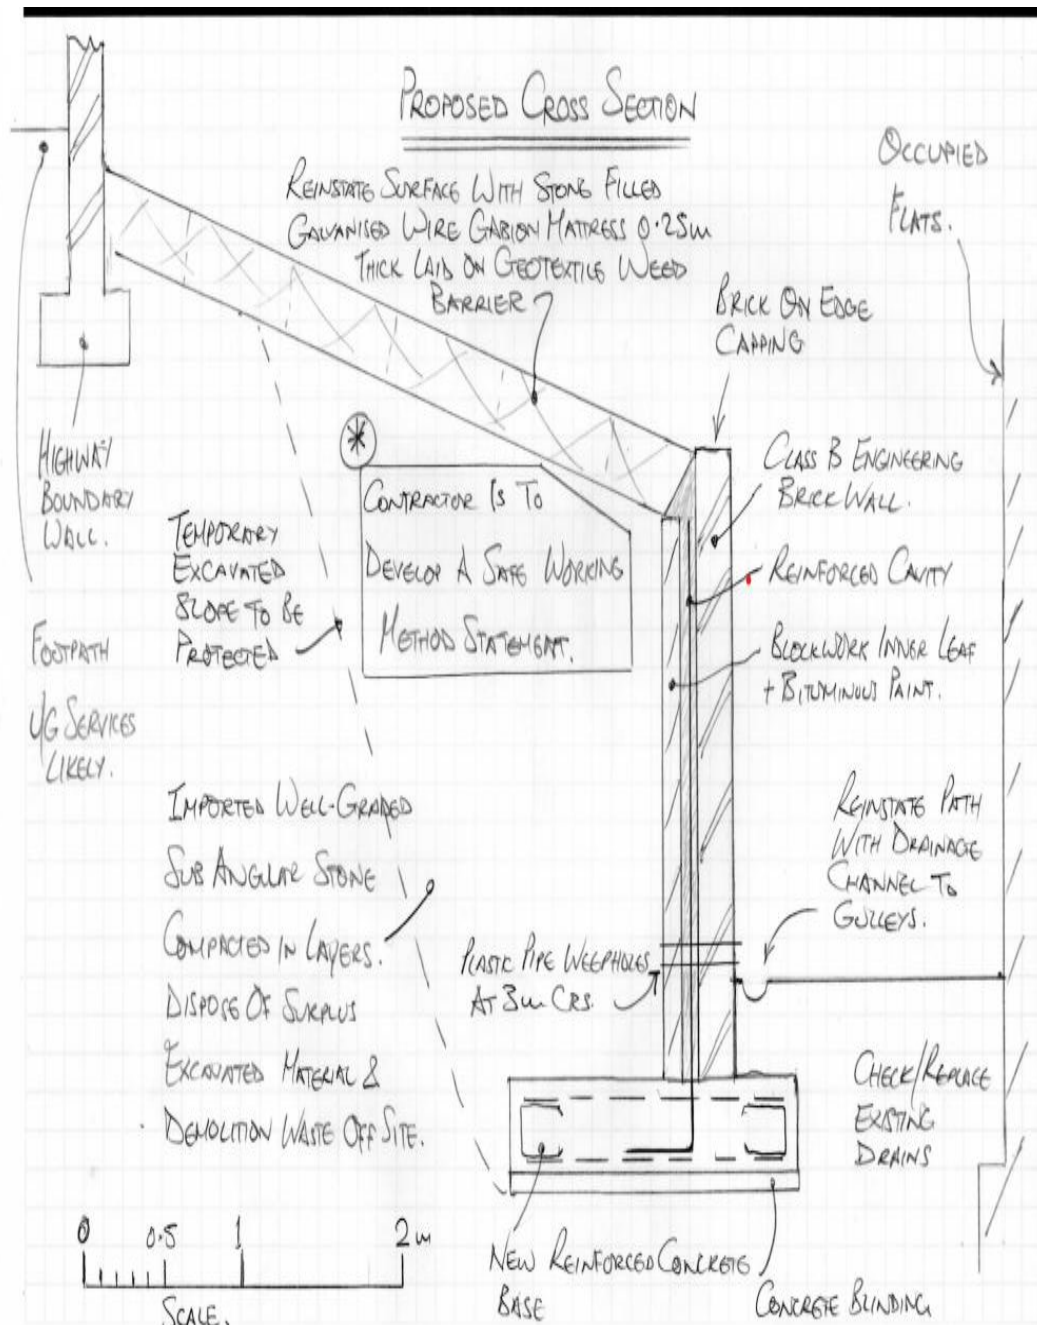 PROPOSED CROSS SECTION
REINSTATE SURFACE WITH STONE FILLED
GALVANISED WIRE GABION MATTRESS 0.25m
THICK LAID ON GEOTEXTILE WEED
BARRIER
OCCUPIED
FLATS.
BRICK ON EDGE
CAPPING
HIGHWAY
BOUNDARY
WALL.
CONTRACTOR IS TO
DEVELOP A SAFE WORKING
METHOD STATEMENT.
CLASS B ENGINEERING
BRICK WALL.
TEMPORARY
EXCAVATED
SLOPE TO BE
PROTECTED
REINFORCED CAVITY
BLOCKWORK INNER LEAF
+ BITUMINOUS PAINT.
FOOTPATH
U/G SERVICES
LIKELY.
IMPORTED WELL-GRADED
SUB ANGULAR STONE
COMPACTED IN LAYERS.
DISPOSE OF SURPLUS
EXCAVATED MATERIAL &
DEMOLITION WASTE OFF SITE.
REINSTATE PATH
WITH DRAINAGE
CHANNEL TO
GULLEYS.
PLASTIC PIPE WEEPHOLES
AT 3m CRS.
CHECK/REPLACE
EXISTING
DRAINS
0 0.5 1 2m
SCALE.
NEW REINFORCED CONCRETE
BASE
CONCRETE BLINDING